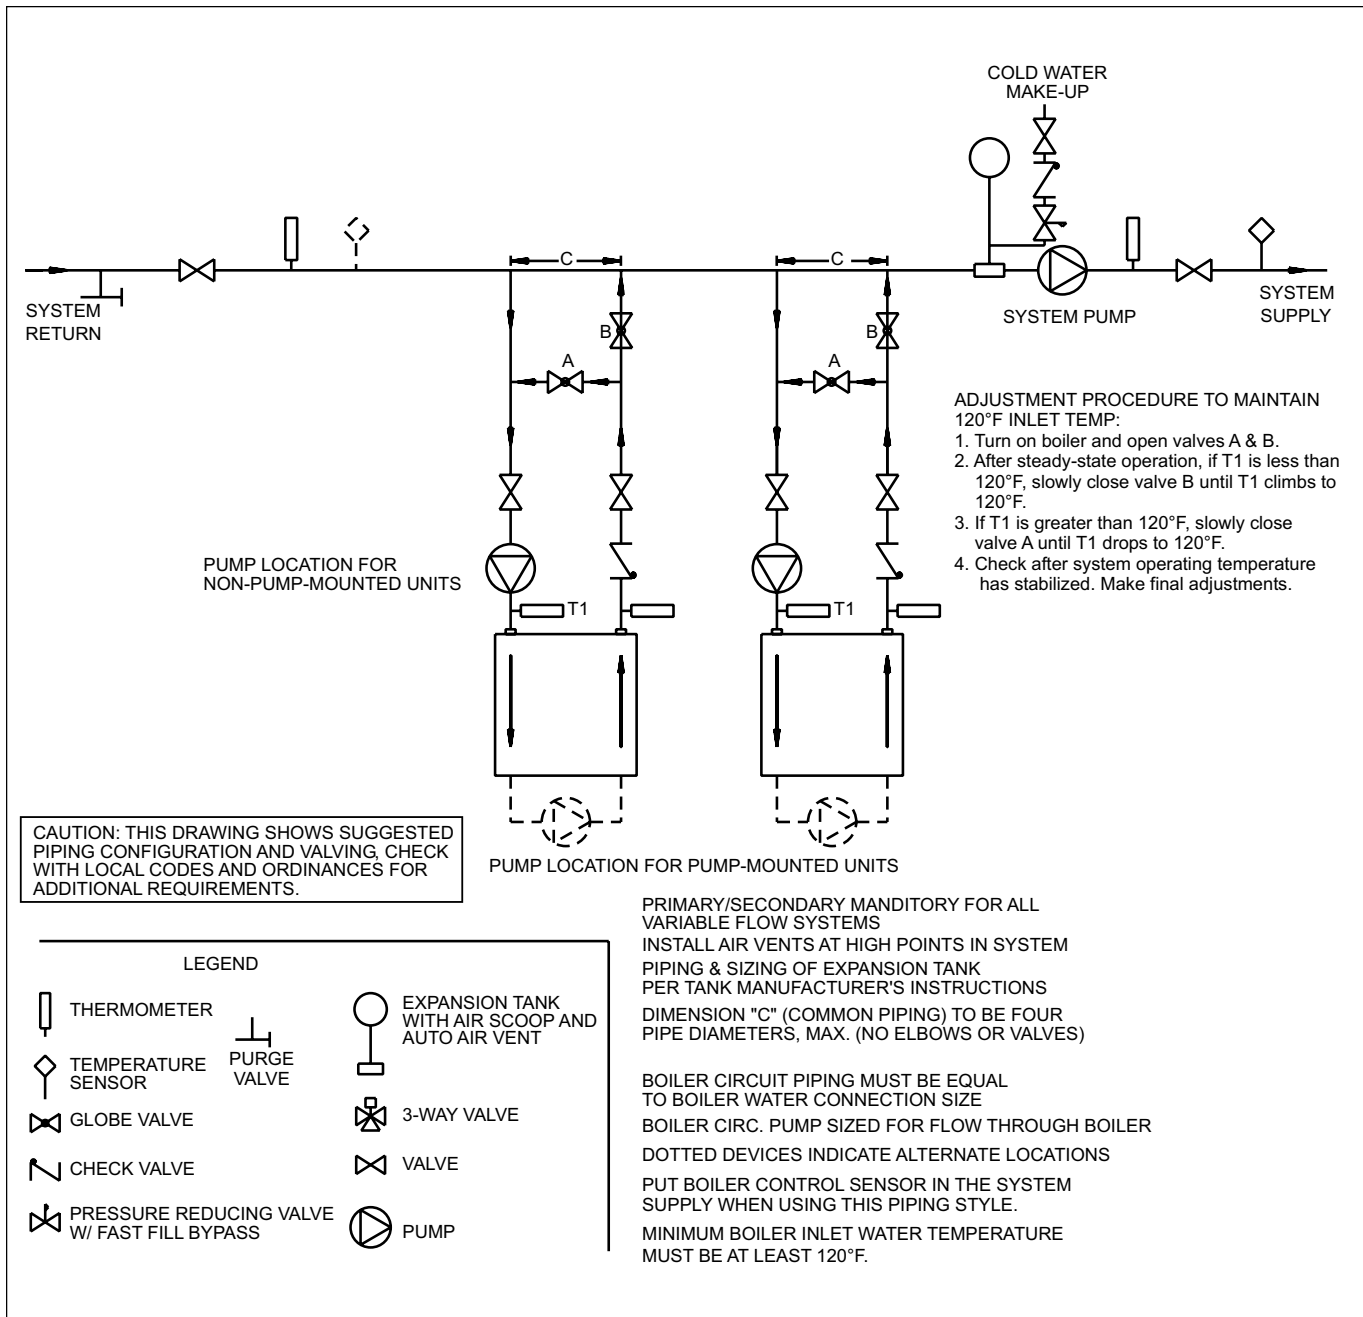 COLD WATER
MAKE-UP
C
C
SYSTEM
RETURN
SYSTEM PUMP
SYSTEM
SUPPLY
B
B
A
A
ADJUSTMENT PROCEDURE TO MAINTAIN
120°F INLET TEMP:
1. Turn on boiler and open valves A & B.
2. After steady-state operation, if T1 is less than
120°F, slowly close valve B until T1 climbs to
120°F.
3. If T1 is greater than 120°F, slowly close
valve A until T1 drops to 120°F.
4. Check after system operating temperature
has stabilized. Make final adjustments.
PUMP LOCATION FOR
NON-PUMP-MOUNTED UNITS
T1
T1
CAUTION: THIS DRAWING SHOWS SUGGESTED
PIPING CONFIGURATION AND VALVING, CHECK
WITH LOCAL CODES AND ORDINANCES FOR
ADDITIONAL REQUIREMENTS.
PUMP LOCATION FOR PUMP-MOUNTED UNITS
LEGEND
THERMOMETER
TEMPERATURE
SENSOR
GLOBE VALVE
CHECK VALVE
PRESSURE REDUCING VALVE
W/ FAST FILL BYPASS
PURGE
VALVE
EXPANSION TANK
WITH AIR SCOOP AND
AUTO AIR VENT
3-WAY VALVE
VALVE
PUMP
PRIMARY/SECONDARY MANDITORY FOR ALL
VARIABLE FLOW SYSTEMS
INSTALL AIR VENTS AT HIGH POINTS IN SYSTEM
PIPING & SIZING OF EXPANSION TANK
PER TANK MANUFACTURER'S INSTRUCTIONS
DIMENSION "C" (COMMON PIPING) TO BE FOUR
PIPE DIAMETERS, MAX. (NO ELBOWS OR VALVES)
BOILER CIRCUIT PIPING MUST BE EQUAL
TO BOILER WATER CONNECTION SIZE
BOILER CIRC. PUMP SIZED FOR FLOW THROUGH BOILER
DOTTED DEVICES INDICATE ALTERNATE LOCATIONS
PUT BOILER CONTROL SENSOR IN THE SYSTEM
SUPPLY WHEN USING THIS PIPING STYLE.
MINIMUM BOILER INLET WATER TEMPERATURE
MUST BE AT LEAST 120°F.